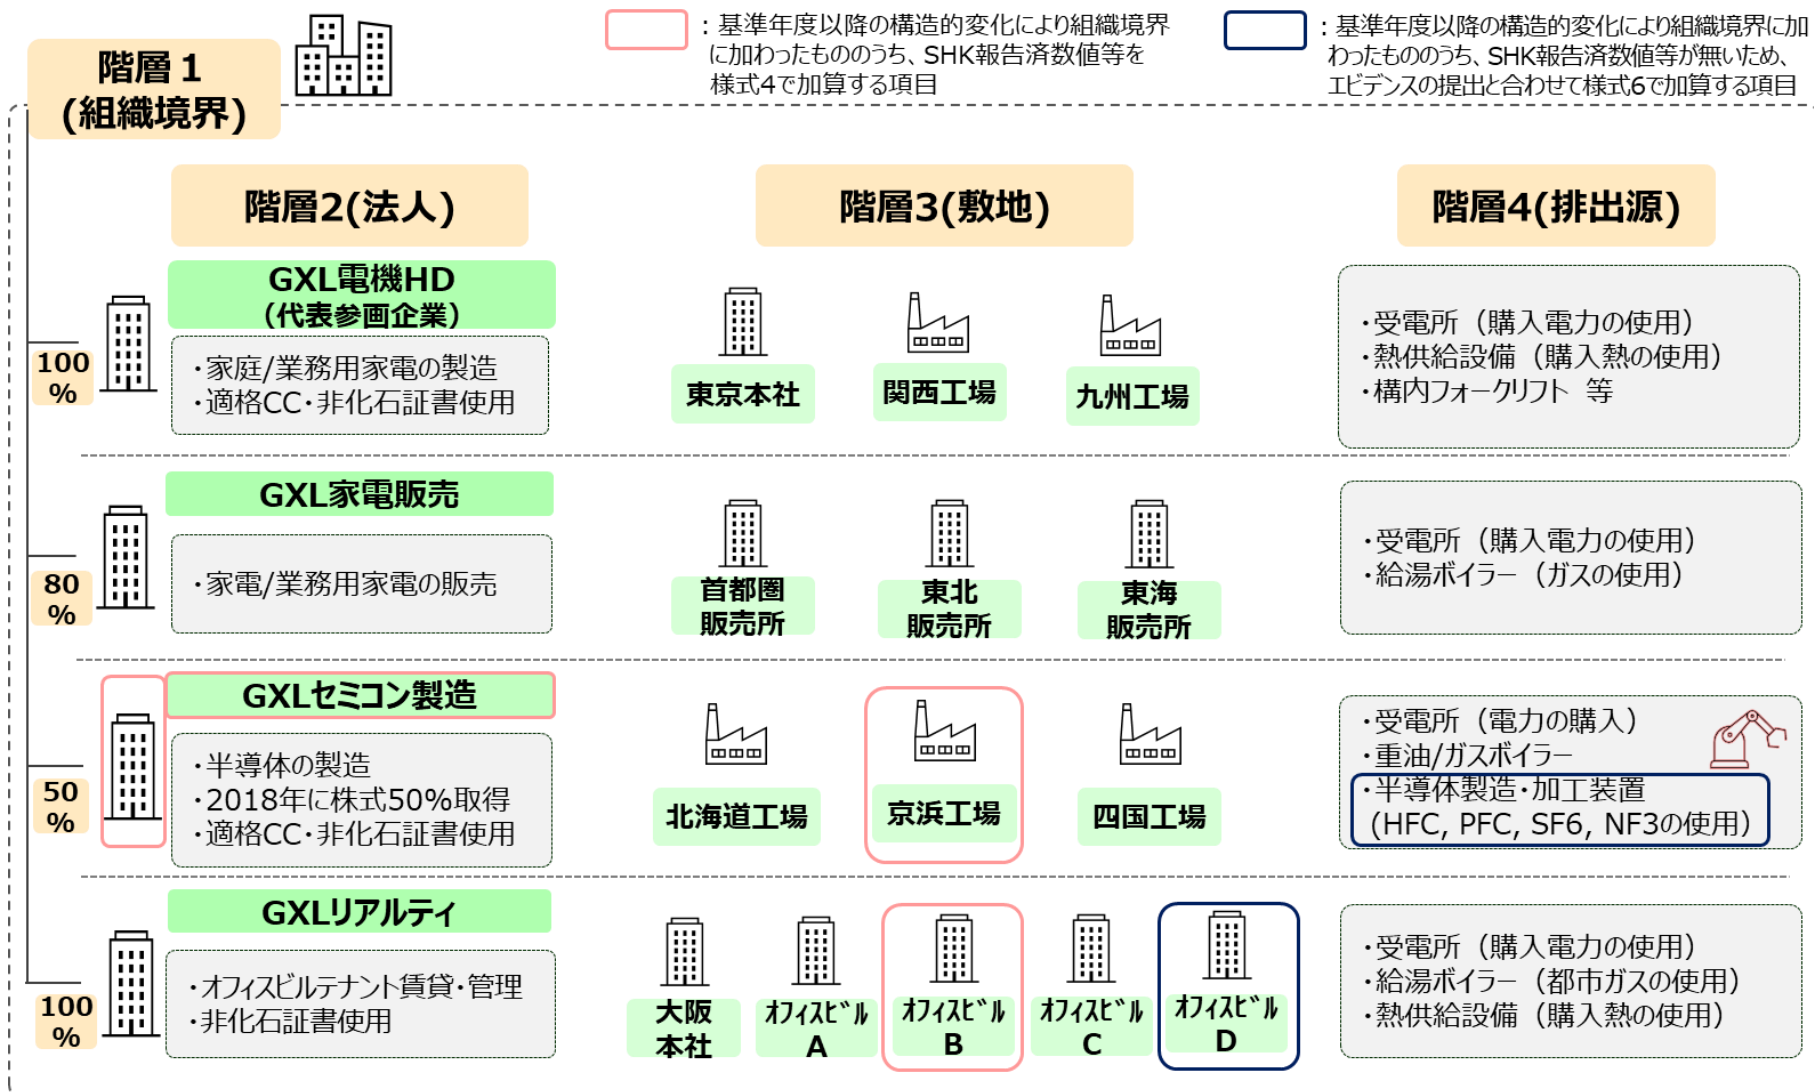 階層１
(組織境界)
：基準年度以降の構造的変化により組織境界
に加わったもののうち、SHK報告済数値等を
様式4で加算する項目
：基準年度以降の構造的変化により組織境界に加
わったもののうち、SHK報告済数値等が無いため、
エビデンスの提出と合わせて様式6で加算する項目
階層2(法人)
階層3(敷地)
階層4(排出源)
100
%
GXL電機HD
（代表参画企業）
・家庭/業務用家電の製造
・適格CC・非化石証書使用
東京本社
関西工場
九州工場
・受電所（購入電力の使用）
・熱供給設備（購入熱の使用）
・構内フォークリフト 等
80
%
GXL家電販売
・家電/業務用家電の販売
首都圏
販売所
東北
販売所
東海
販売所
・受電所（購入電力の使用）
・給湯ボイラー（ガスの使用）
50
%
GXLセミコン製造
・半導体の製造
・2018年に株式50%取得
・適格CC・非化石証書使用
北海道工場
京浜工場
四国工場
・受電所（電力の購入）
・重油/ガスボイラー
・半導体製造・加工装置
(HFC, PFC, SF6, NF3の使用）
100
%
GXLリアルティ
・オフィスビルテナント賃貸・管理
・非化石証書使用
大阪
本社
ｵﾌｨｽﾋﾞﾙ
A
ｵﾌｨｽﾋﾞﾙ
B
ｵﾌｨｽﾋﾞﾙ
C
ｵﾌｨｽﾋﾞﾙ
D
・受電所（購入電力の使用）
・給湯ボイラー（都市ガスの使用）
・熱供給設備（購入熱の使用）